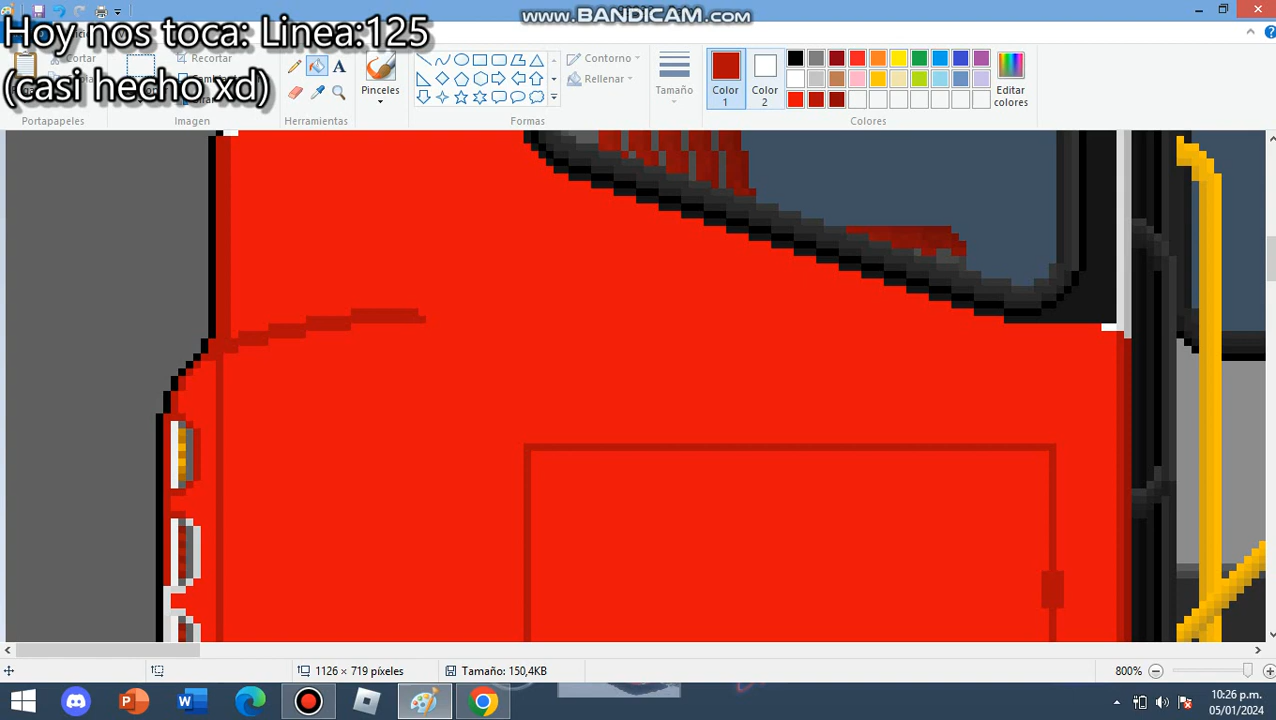 www.BANDICAM.com
Hoy nos toca: Linea:125
(casi hecho xd)
Cortar
Recortar
Girar
Pinceles
Contorno
Rellenar
Tamaño
Color 1
Color 2
Editar colores
Portapapeles
Imagen
Herramientas
Formas
Colores
1126 × 719 píxeles
Tamaño: 150,4KB
800%
10:26 p.m.
05/01/2024